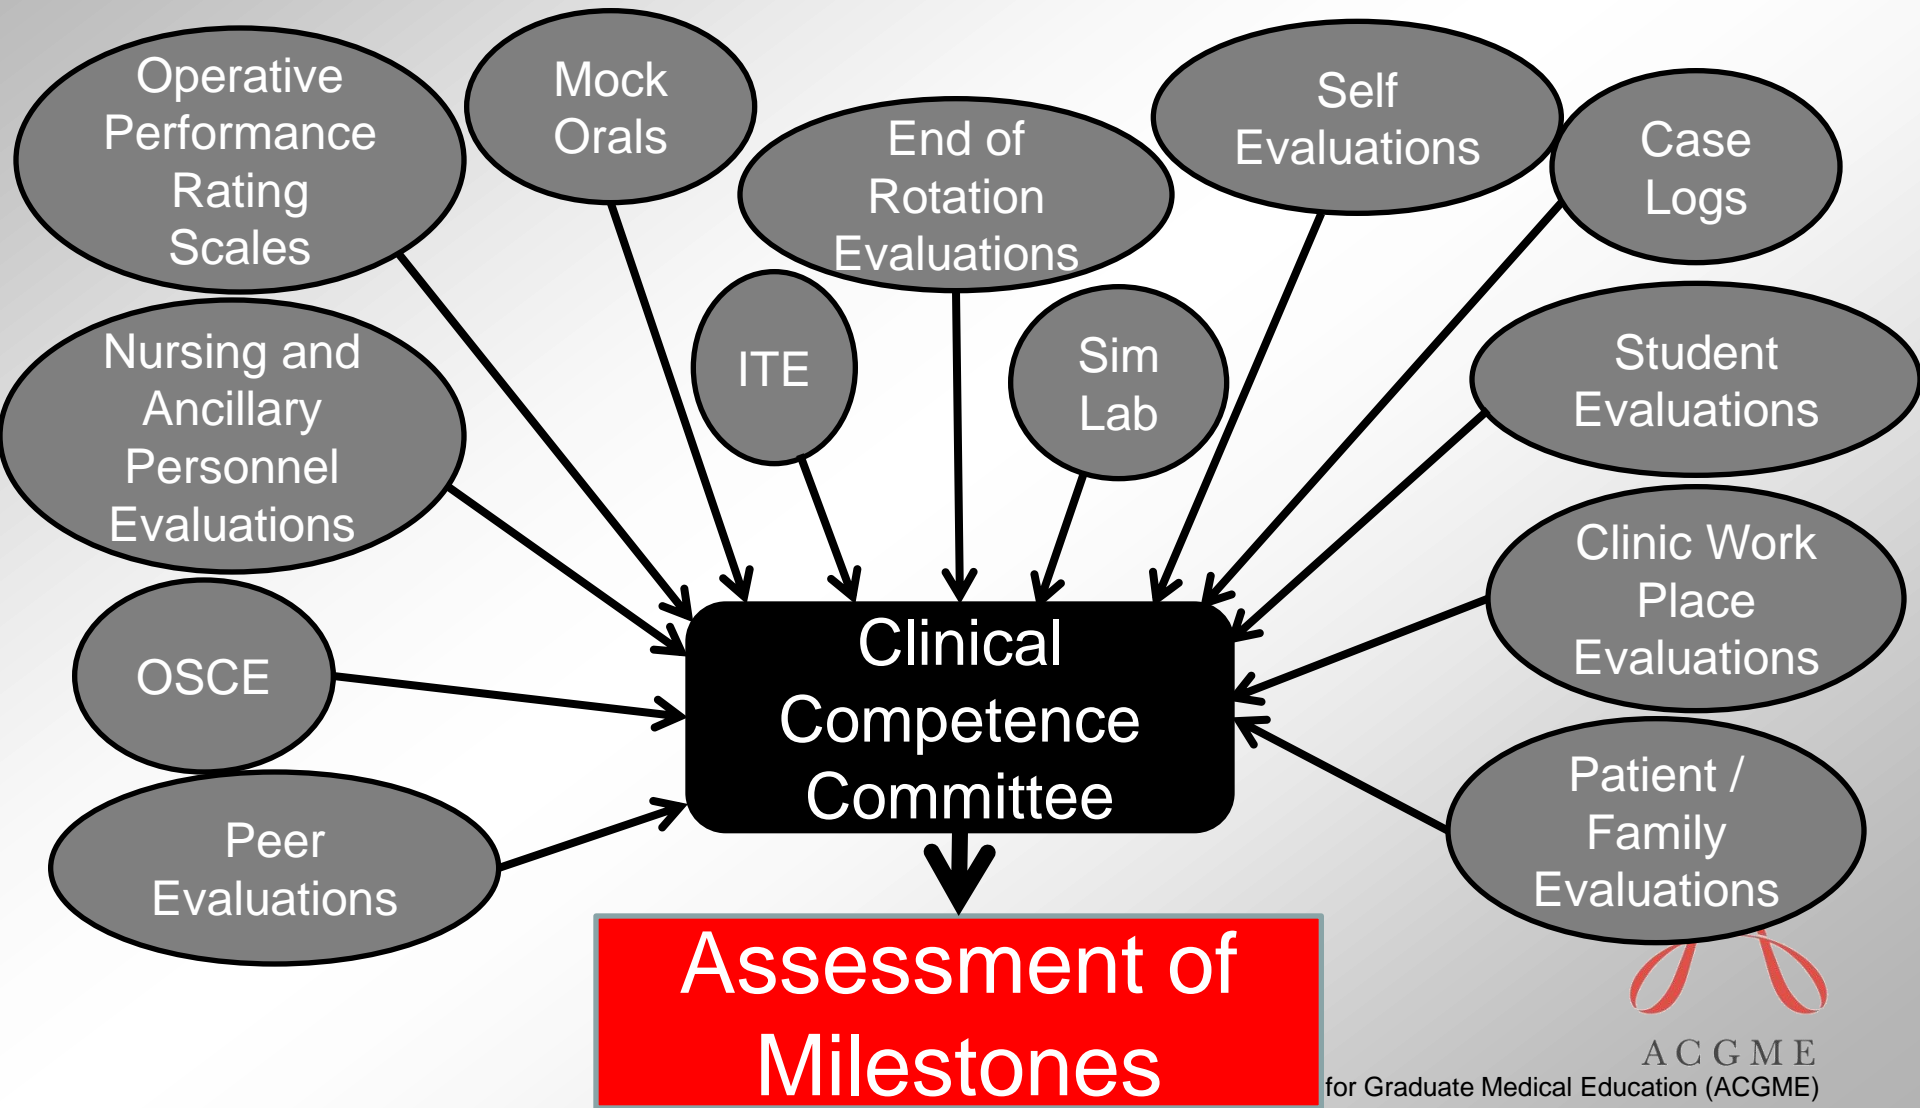 Operative
Performance
Rating
Scales
Mock
Orals
End of
Rotation
Evaluations
Self
Evaluations
Case
Logs
Nursing and
Ancillary
Personnel
Evaluations
ITE
Sim
Lab
Student
Evaluations
OSCE
Clinic Work
Place
Evaluations
Peer
Evaluations
Patient /
Family
Evaluations
Clinical
Competence
Committee
Assessment of
Milestones
ACGME
for Graduate Medical Education (ACGME)